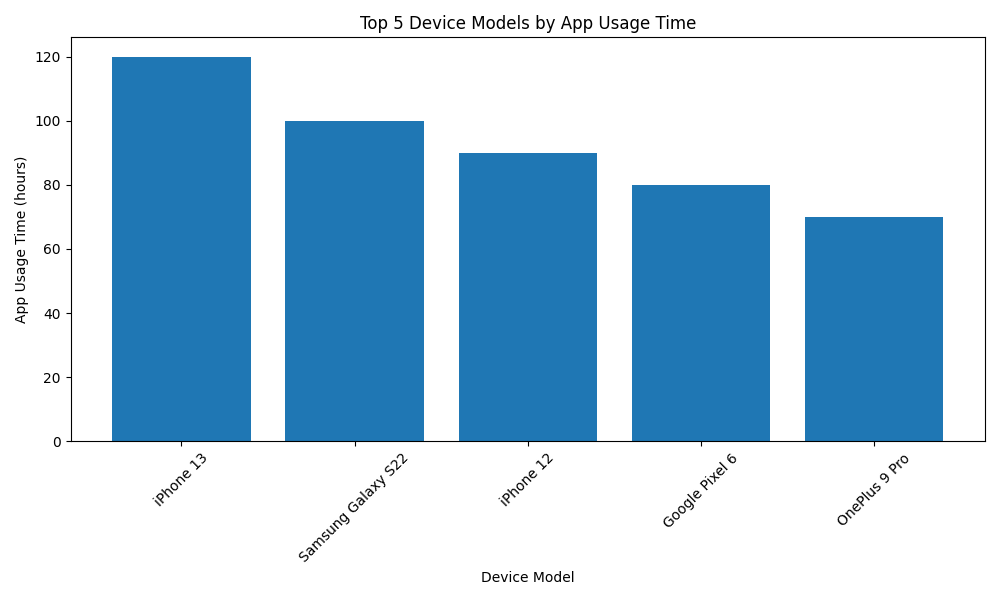 Top 5 Device Models by App Usage Time
App Usage Time (hours)
120
100
80
60
40
20
0
iPhone 13
Samsung Galaxy S22
iPhone 12
Google Pixel 6
OnePlus 9 Pro
Device Model